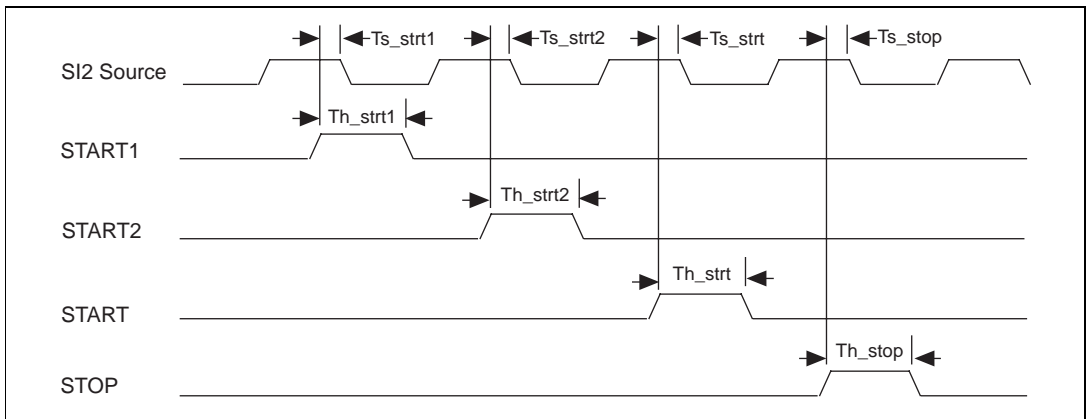 Ts_strt1 Ts_strt2 Ts_strt Ts_stop
SI2 Source
Th_strt1
START1
Th_strt2
START2
Th_strt
START
Th_stop
STOP